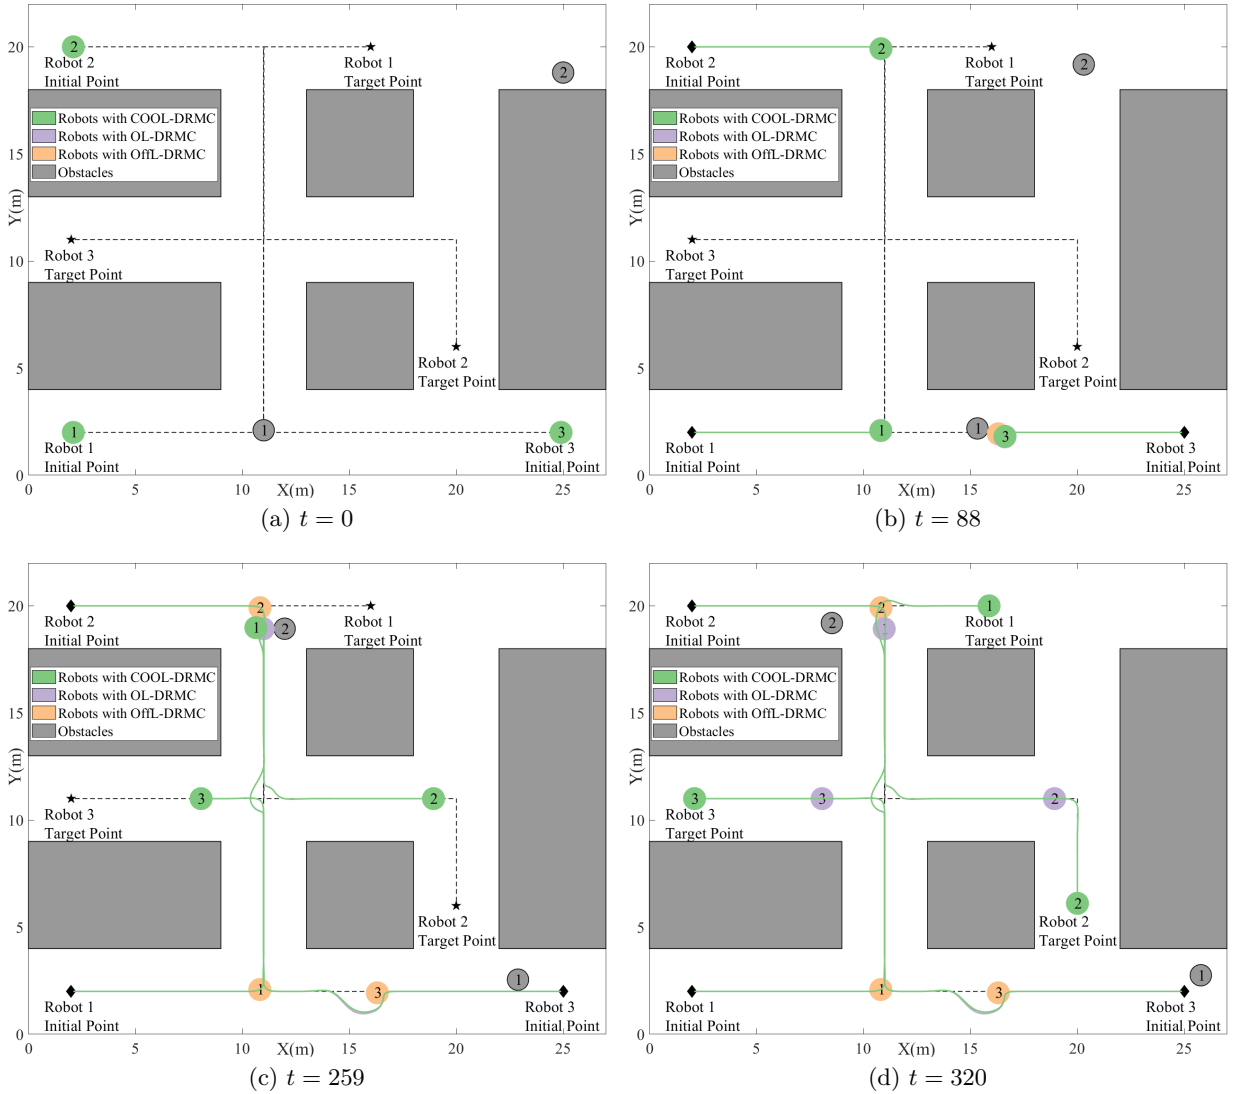 20
15
10
5
0
Y(m)
2
Robot 2
Initial Point
Robot 1
Target Point
2
Robots with COOL-DRMC
Robots with OL-DRMC
Robots with OffL-DRMC
Obstacles
Robot 3
Target Point
Robot 2
Target Point
1
1
3
Robot 1
Initial Point
Robot 3
Initial Point
0 5 10 15 20 25
X(m)
(a) t = 0
20
15
10
5
0
Y(m)
2
2
Robot 2
Initial Point
Robot 1
Target Point
Robots with COOL-DRMC
Robots with OL-DRMC
Robots with OffL-DRMC
Obstacles
Robot 3
Target Point
Robot 2
Target Point
1
1
3
Robot 1
Initial Point
Robot 3
Initial Point
0 5 10 15 20 25
X(m)
(b) t = 88
20
15
10
5
0
Y(m)
2
1
2
Robot 2
Initial Point
Robot 1
Target Point
Robots with COOL-DRMC
Robots with OL-DRMC
Robots with OffL-DRMC
Obstacles
3
2
Robot 3
Target Point
Robot 2
Target Point
1
1
3
Robot 1
Initial Point
Robot 3
Initial Point
0 5 10 15 20 25
X(m)
(c) t = 259
20
15
10
5
0
Y(m)
2
1
2
1
Robot 2
Initial Point
Robot 1
Target Point
Robots with COOL-DRMC
Robots with OL-DRMC
Robots with OffL-DRMC
Obstacles
3
3
2
Robot 3
Target Point
2
Robot 2
Target Point
1
1
3
Robot 1
Initial Point
Robot 3
Initial Point
0 5 10 15 20 25
X(m)
(d) t = 320